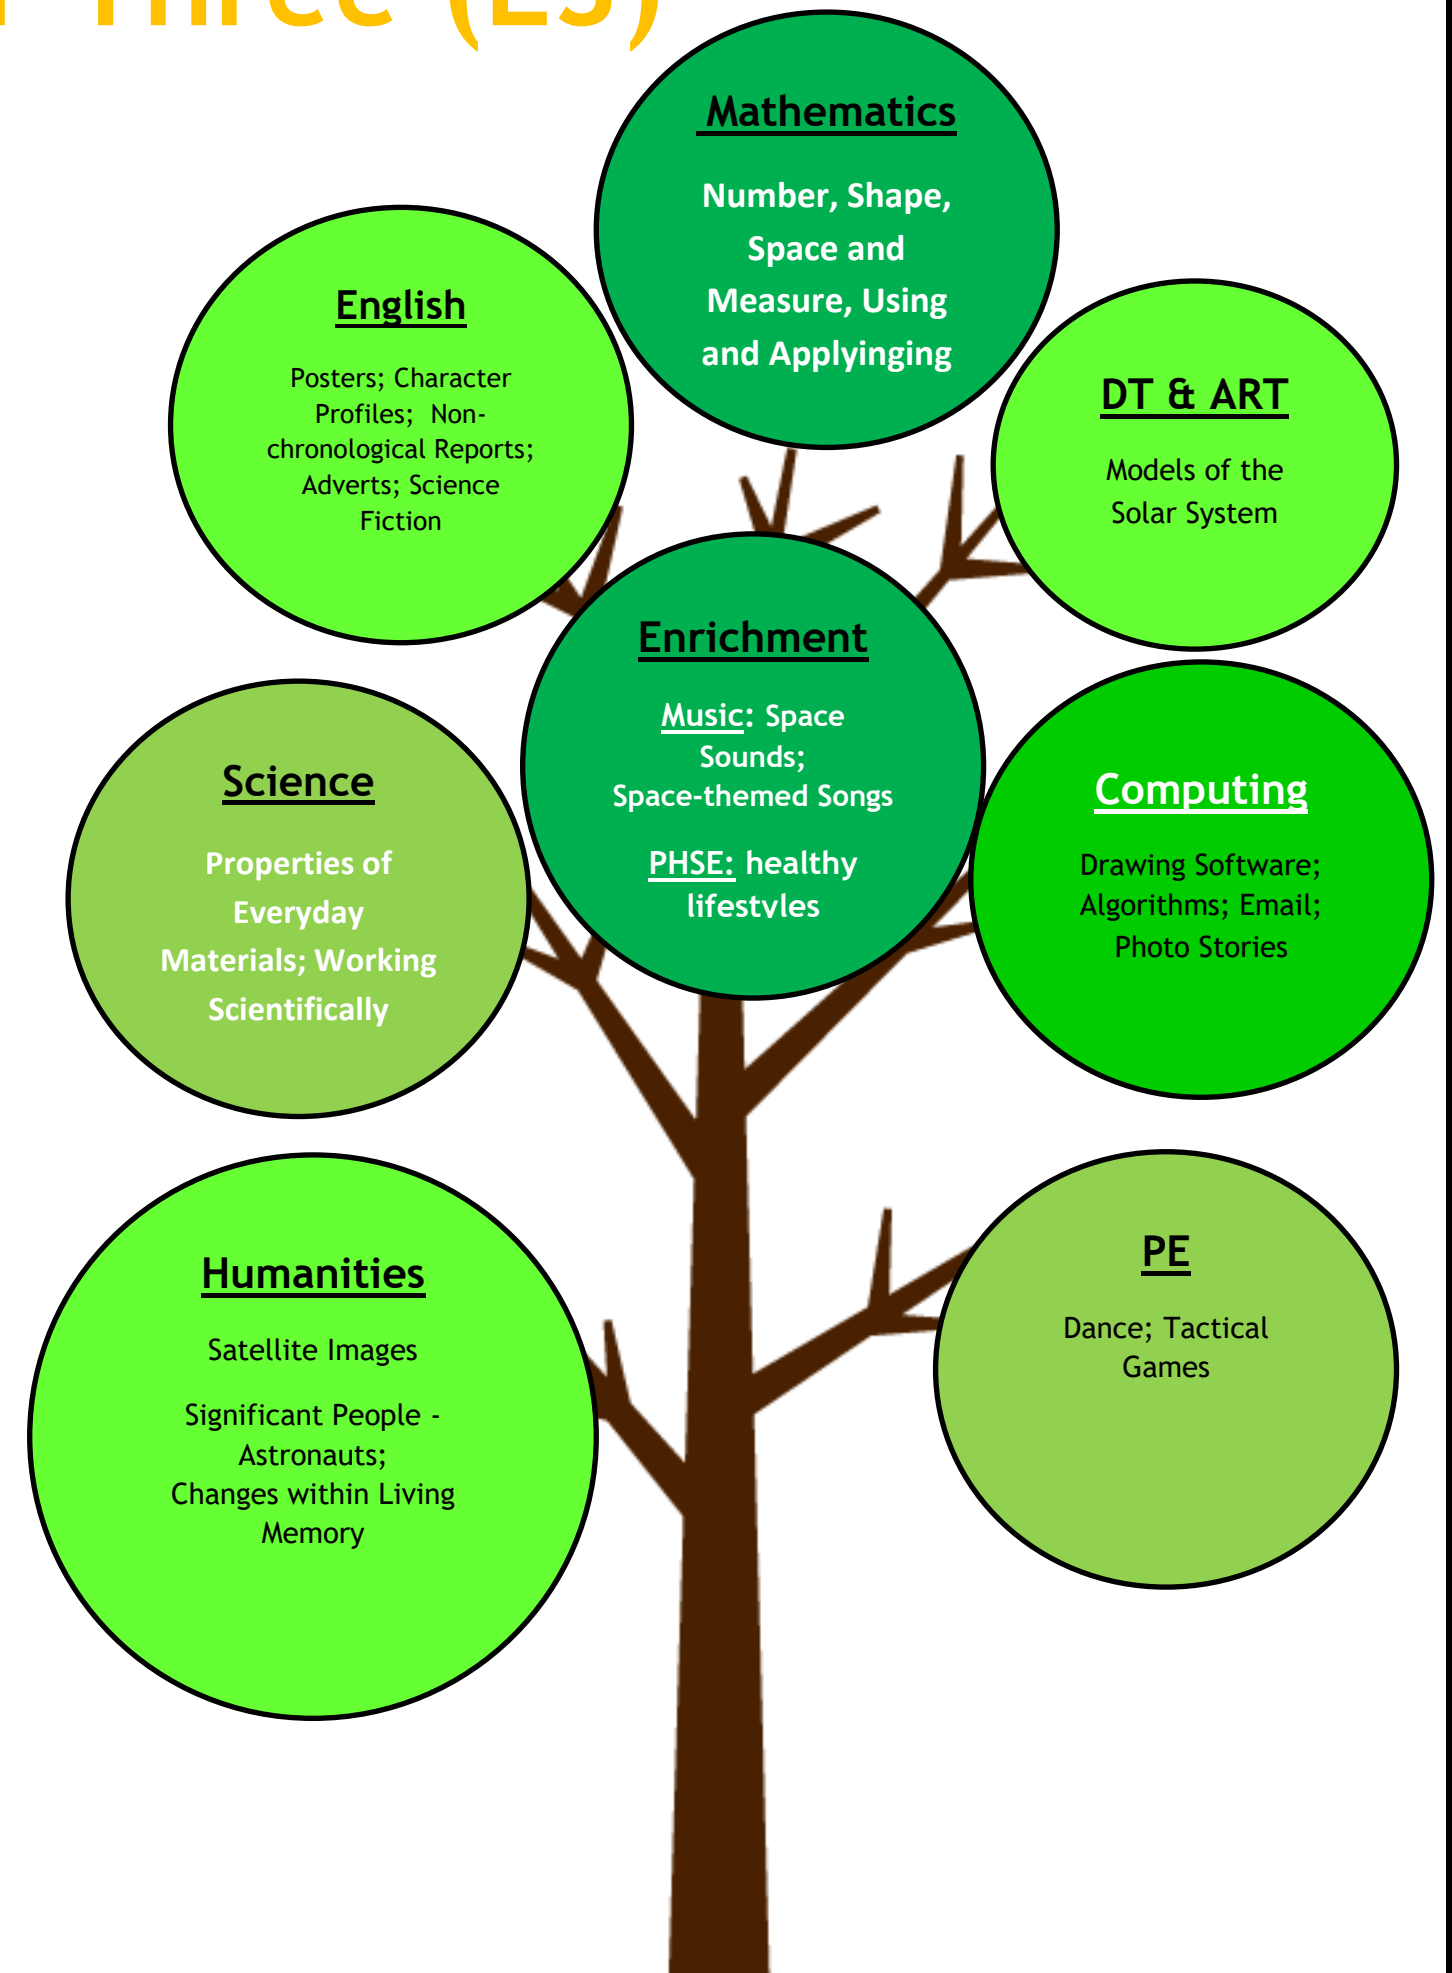 Three (E3)
Mathematics
Number, Shape,
Space and
Measure, Using
and Applyinging
English
Posters; Character
Profiles; Non-
chronological Reports;
Adverts; Science
Fiction
DT & ART
Models of the
Solar System
Enrichment
Music: Space
Sounds;
Space-themed Songs
PHSE: healthy
lifestyles
Science
Properties of
Everyday
Materials; Working
Scientifically
Computing
Drawing Software;
Algorithms; Email;
Photo Stories
Humanities
Satellite Images
Significant People -
Astronauts;
Changes within Living
Memory
PE
Dance; Tactical
Games